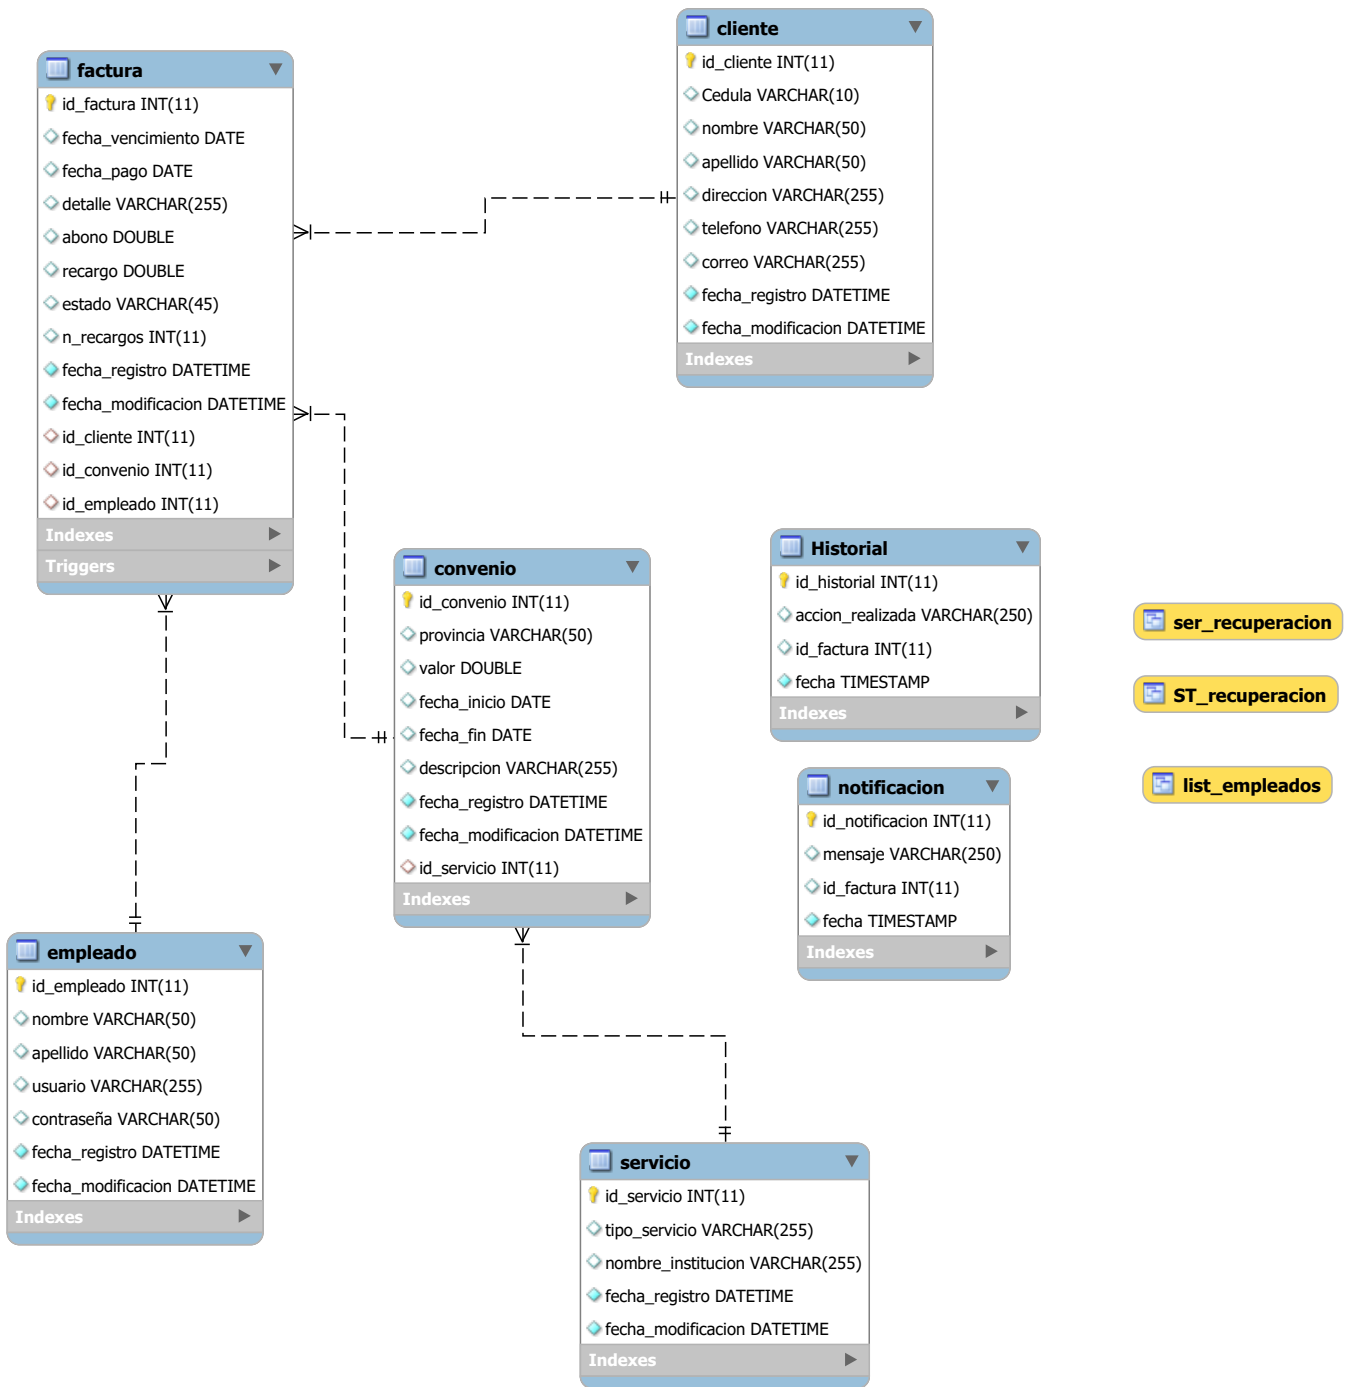 factura
id_factura INT(11)
fecha_vencimiento DATE
fecha_pago DATE
detalle VARCHAR(255)
abono DOUBLE
recargo DOUBLE
estado VARCHAR(45)
n_recargos INT(11)
fecha_registro DATETIME
fecha_modificacion DATETIME
id_cliente INT(11)
id_convenio INT(11)
id_empleado INT(11)
Indexes
Triggers
cliente
id_cliente INT(11)
Cedula VARCHAR(10)
nombre VARCHAR(50)
apellido VARCHAR(50)
direccion VARCHAR(255)
telefono VARCHAR(255)
correo VARCHAR(255)
fecha_registro DATETIME
fecha_modificacion DATETIME
Indexes
convenio
id_convenio INT(11)
provincia VARCHAR(50)
valor DOUBLE
fecha_inicio DATE
fecha_fin DATE
descripcion VARCHAR(255)
fecha_registro DATETIME
fecha_modificacion DATETIME
id_servicio INT(11)
Indexes
Historial
id_historial INT(11)
accion_realizada VARCHAR(250)
id_factura INT(11)
fecha TIMESTAMP
Indexes
notificacion
id_notificacion INT(11)
mensaje VARCHAR(250)
id_factura INT(11)
fecha TIMESTAMP
Indexes
ser_recuperacion
ST_recuperacion
list_empleados
empleado
id_empleado INT(11)
nombre VARCHAR(50)
apellido VARCHAR(50)
usuario VARCHAR(255)
contraseña VARCHAR(50)
fecha_registro DATETIME
fecha_modificacion DATETIME
Indexes
servicio
id_servicio INT(11)
tipo_servicio VARCHAR(255)
nombre_institucion VARCHAR(255)
fecha_registro DATETIME
fecha_modificacion DATETIME
Indexes